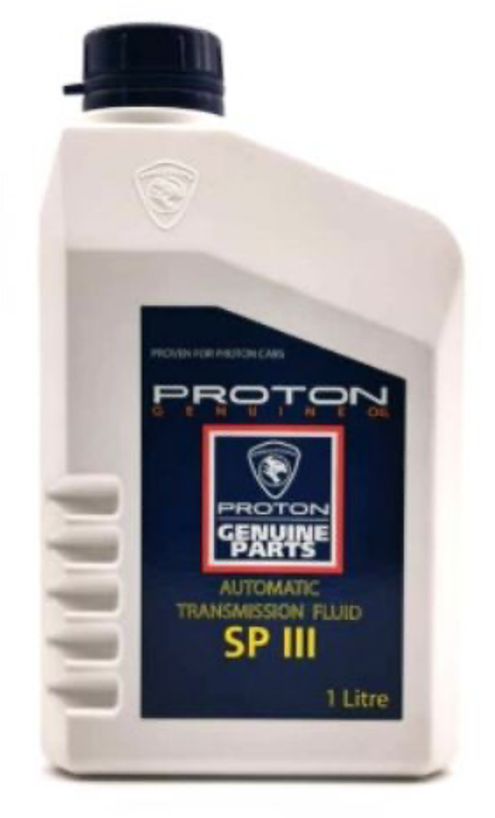 PROVEN FOR PROTON CARS
PROTON
GENUINE OIL
PROTON
GENUINE
PARTS
AUTOMATIC
TRANSMISSION FLUID
SP III
1 Litre